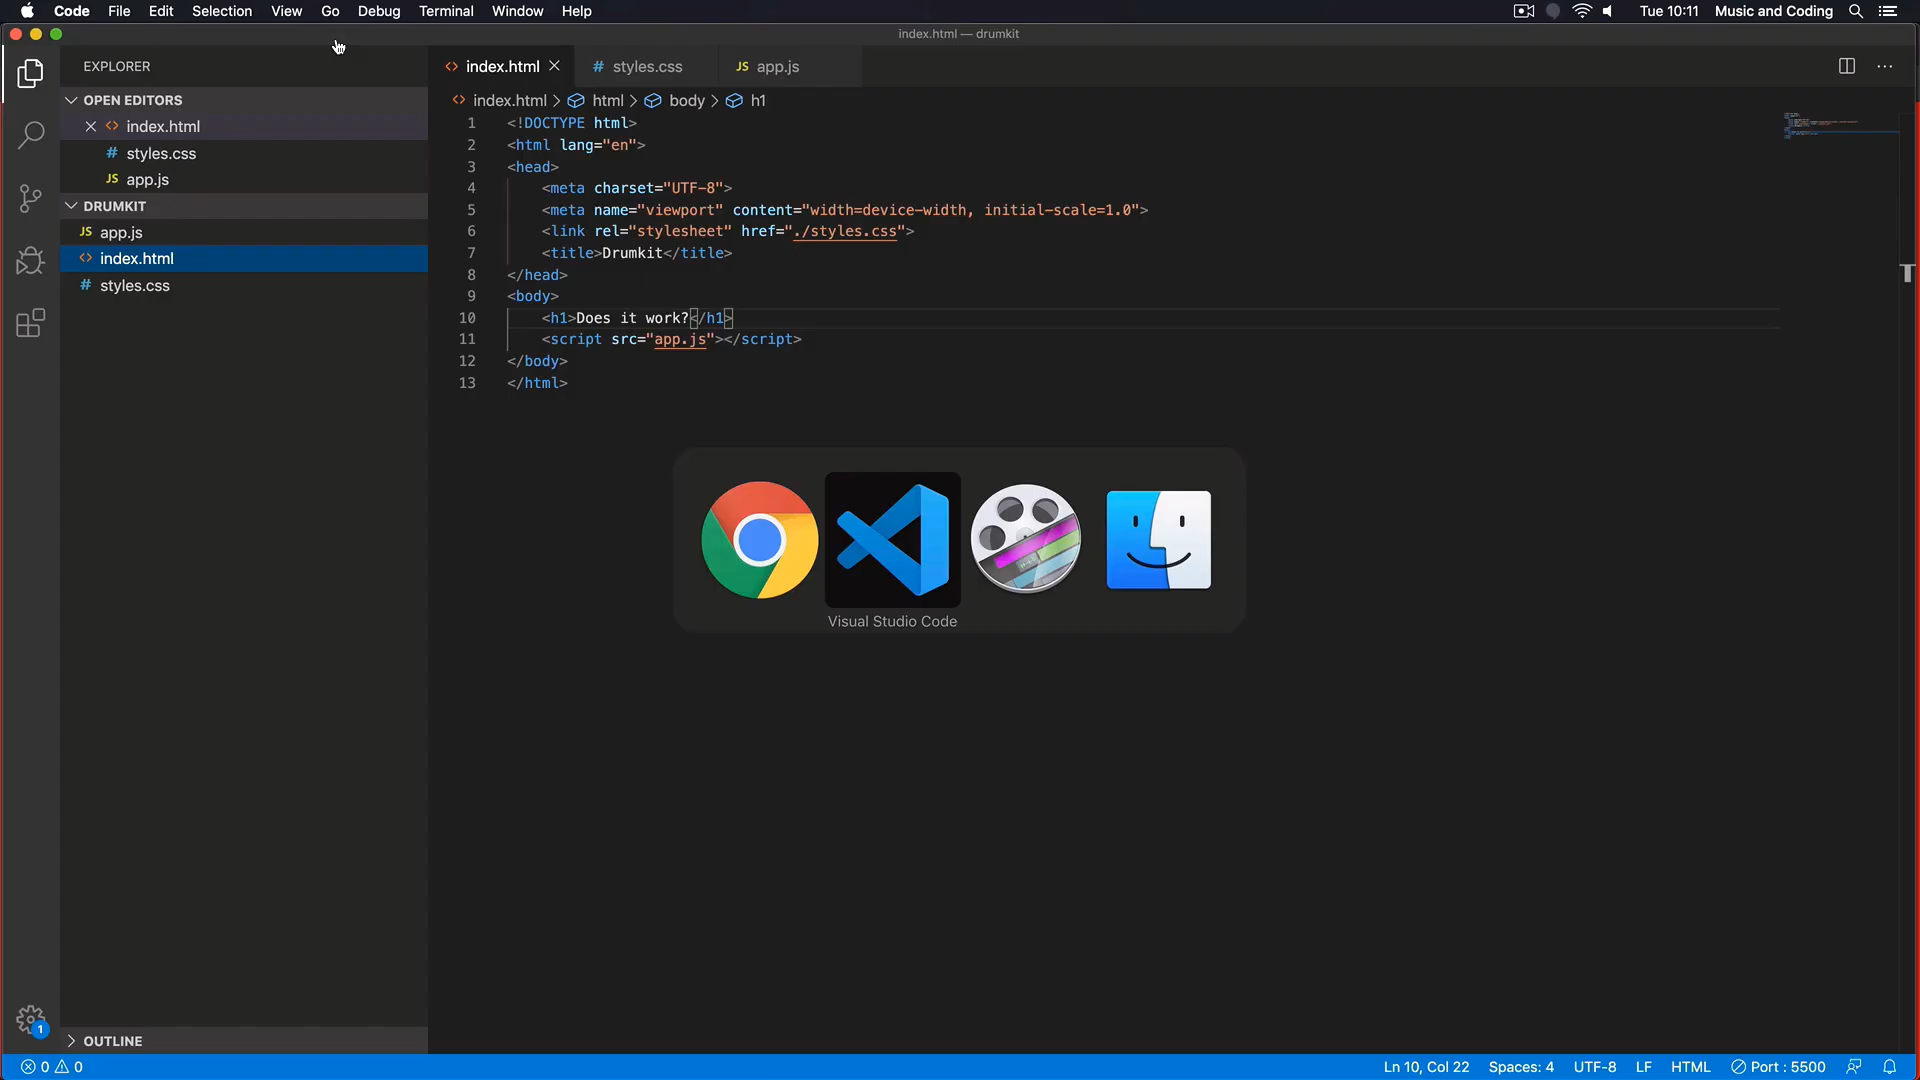 Code File Edit Selection View Go Debug Terminal Window Help Tue 10:11 Music and Coding
index.html — drumkit
EXPLORER
OPEN EDITORS
index.html
# styles.css
JS app.js
DRUMKIT
JS app.js
<> index.html
# styles.css
OUTLINE
<> index.html # styles.css JS app.js
<> index.html > html > body > h1
1 <!DOCTYPE html>
2 <html lang="en">
3 <head>
4 <meta charset="UTF-8">
5 <meta name="viewport" content="width=device-width, initial-scale=1.0">
6 <link rel="stylesheet" href="./styles.css">
7 <title>Drumkit</title>
8 </head>
9 <body>
10 <h1>Does it work?</h1>
11 <script src="app.js"></script>
12 </body>
13 </html>
Visual Studio Code
1
0 0 Ln 10, Col 22 Spaces: 4 UTF-8 LF HTML Port : 5500